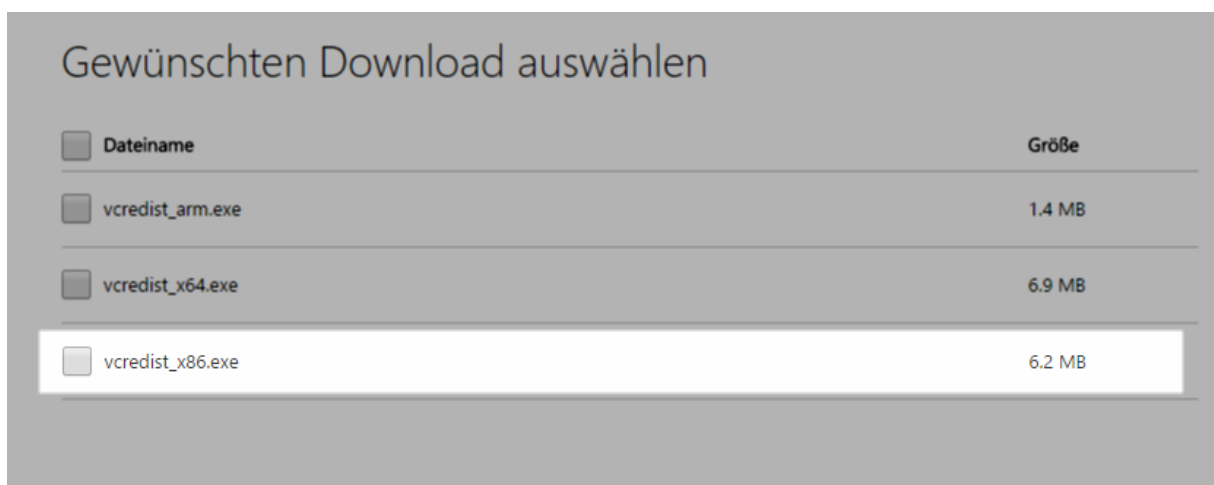 Gewünschten Download auswählen
Dateiname Größe
vcredist_arm.exe 1.4 MB
vcredist_x64.exe 6.9 MB
vcredist_x86.exe 6.2 MB